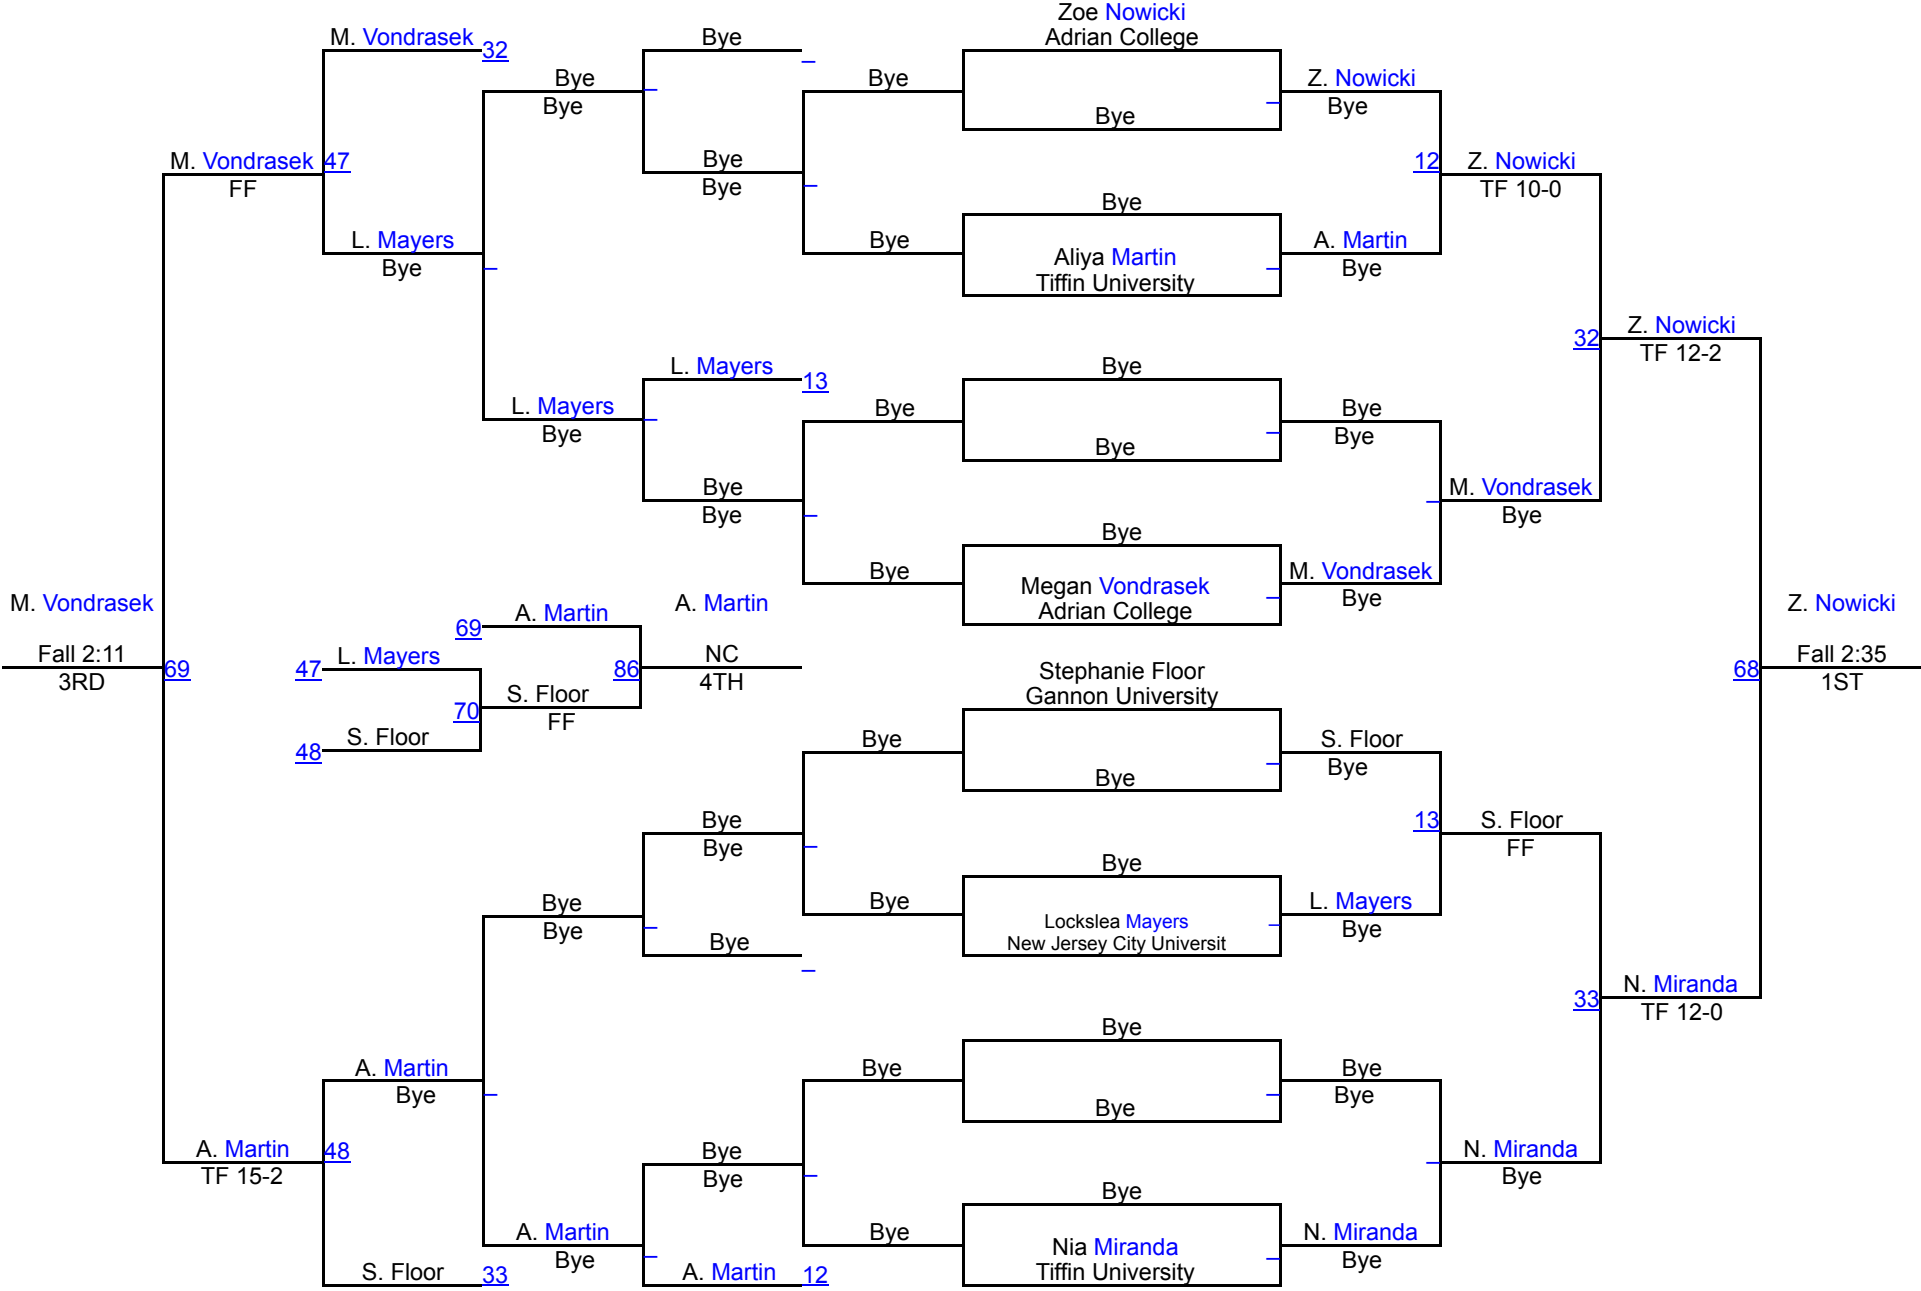 Zoe Nowicki
M. Vondrasek
Bye
Adrian College
32
Bye
Bye
Z. Nowicki
Bye
Bye
Bye
M. Vondrasek
47
Bye
12
Z. Nowicki
FF
Bye
TF 10-0
Bye
L. Mayers
Bye
A. Martin
Bye
Aliya Martin
Bye
Tiffin University
Z. Nowicki
32
TF 12-2
L. Mayers
13
Bye
L. Mayers
Bye
Bye
Bye
Bye
Bye
Bye
M. Vondrasek
Bye
Bye
Bye
Bye
M. Vondrasek
Megan Vondrasek
Bye
Adrian College
M. Vondrasek
A. Martin
A. Martin
Z. Nowicki
69
Fall 2:11
69
47
L. Mayers
86
NC
68
Fall 2:35
3RD
4TH
1ST
Stephanie Floor
Gannon University
70
S. Floor
FF
48
S. Floor
Bye
S. Floor
Bye
Bye
Bye
13
S. Floor
Bye
FF
Bye
Bye
Bye
L. Mayers
Bye
Lockslea Mayers
Bye
New Jersey City Universit
Bye
33
N. Miranda
TF 12-0
Bye
A. Martin
Bye
Bye
Bye
Bye
Bye
A. Martin
48
Bye
N. Miranda
TF 15-2
Bye
Bye
Bye
A. Martin
Bye
N. Miranda
Bye
Nia Miranda
Bye
Tiffin University
S. Floor
33
A. Martin
12